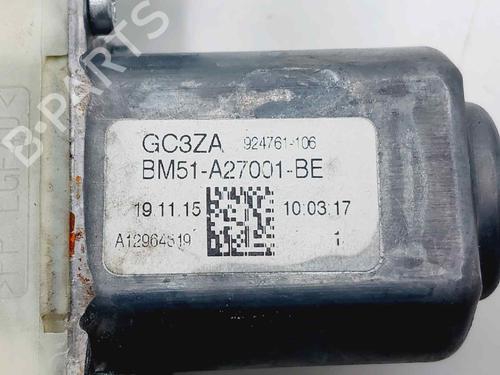 B-PARTS
GC3ZA 924761-106
BM51-A27001-BE
19.11.15 10:03:17
A12964519 1